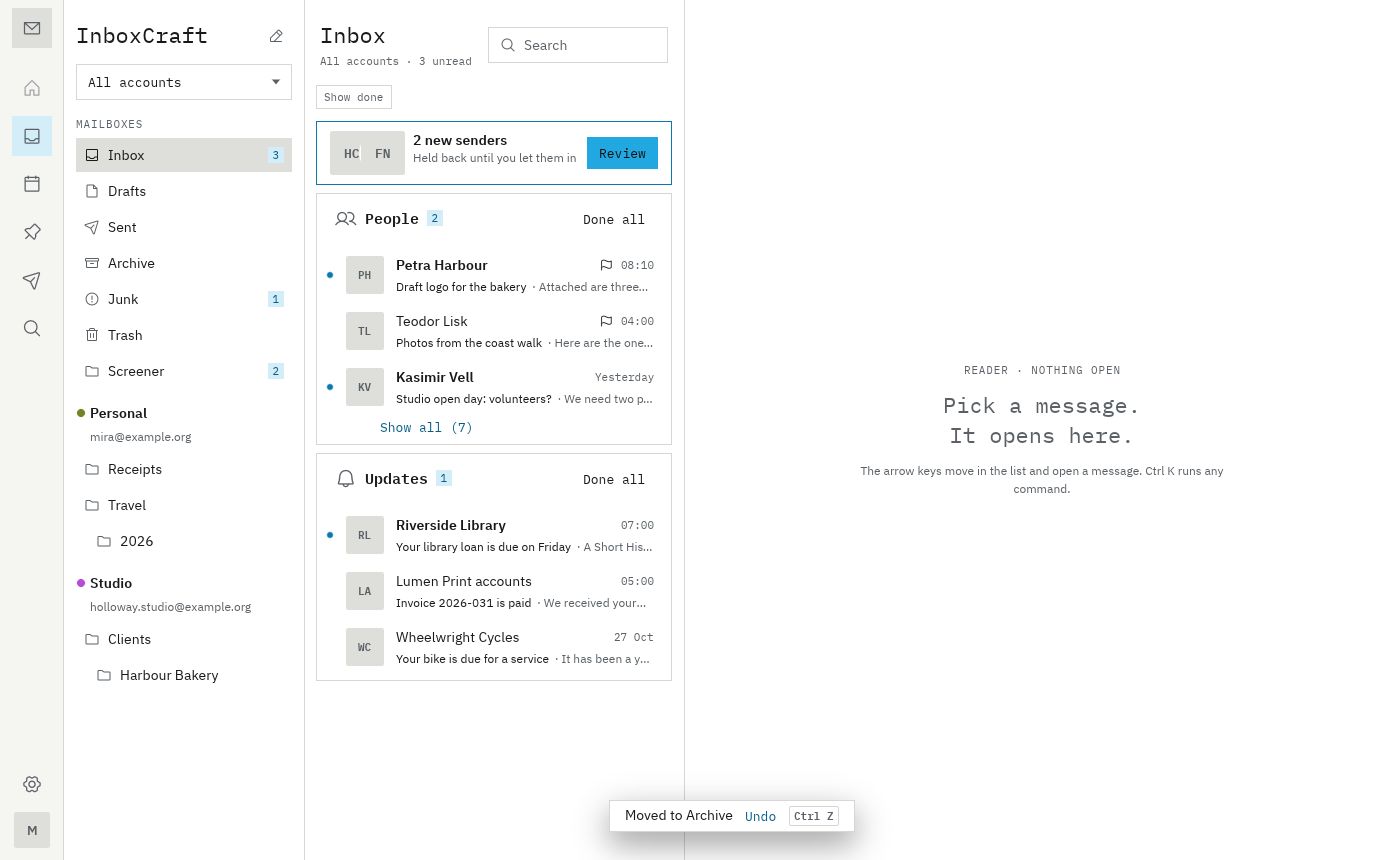 InboxCraft
All accounts
MAILBOXES
Inbox 3
Drafts
Sent
Archive
Junk 1
Trash
Screener 2
Personal
mira@example.org
Receipts
Travel
2026
Studio
holloway.studio@example.org
Clients
Harbour Bakery
M
Inbox
All accounts · 3 unread
Search
Show done
HC FN
2 new senders
Held back until you let them in
Review
People 2 Done all
PH
Petra Harbour 08:10
Draft logo for the bakery · Attached are three…
TL
Teodor Lisk 04:00
Photos from the coast walk · Here are the one…
KV
Kasimir Vell Yesterday
Studio open day: volunteers? · We need two p…
Show all (7)
Updates 1 Done all
RL
Riverside Library 07:00
Your library loan is due on Friday · A Short His…
LA
Lumen Print accounts 05:00
Invoice 2026-031 is paid · We received your…
WC
Wheelwright Cycles 27 Oct
Your bike is due for a service · It has been a y…
READER · NOTHING OPEN
Pick a message.
It opens here.
The arrow keys move in the list and open a message. Ctrl K runs any
command.
Moved to Archive Undo Ctrl Z